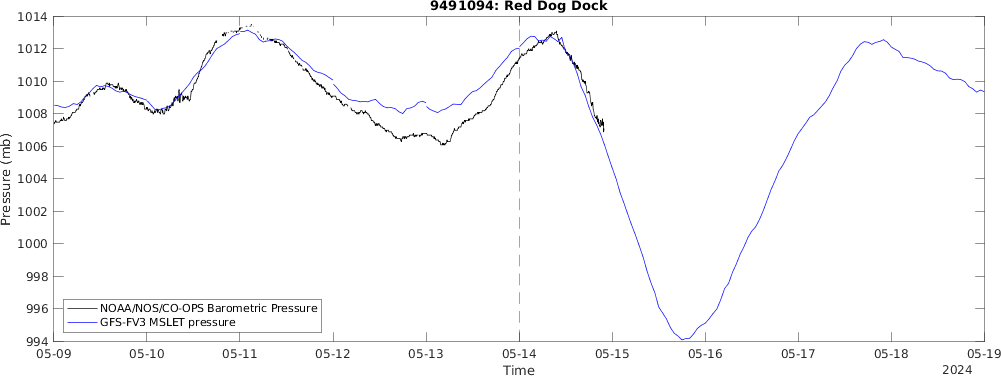 9491094: Red Dog Dock
Pressure (mb)
1014
1012
1010
1008
1006
1004
1002
1000
998
996
994
NOAA/NOS/CO-OPS Barometric Pressure
GFS-FV3 MSLET pressure
05-09 05-10 05-11 05-12 05-13 05-14 05-15 05-16 05-17 05-18 05-19
Time
2024